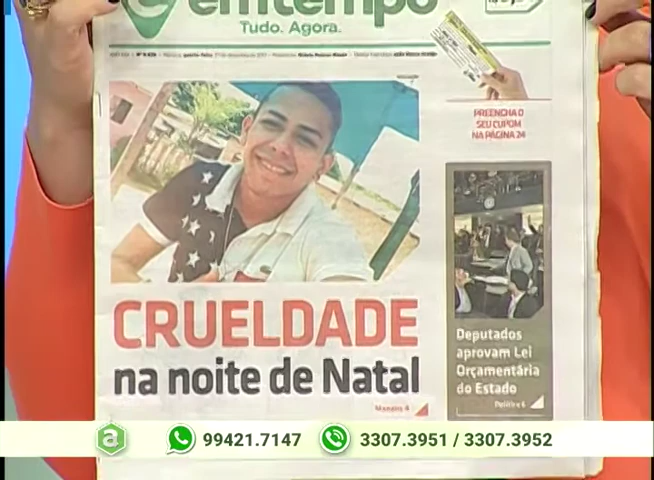 emtempo
Tudo. Agora.
PREENCHA O
SEU CUPOM
NA PÁGINA 24
CRUELDADE
na noite de Natal
Manaus 4
Deputados
aprovam Lei
Orçamentária
do Estado
Política 6
a 99421.7147 3307.3951 / 3307.3952